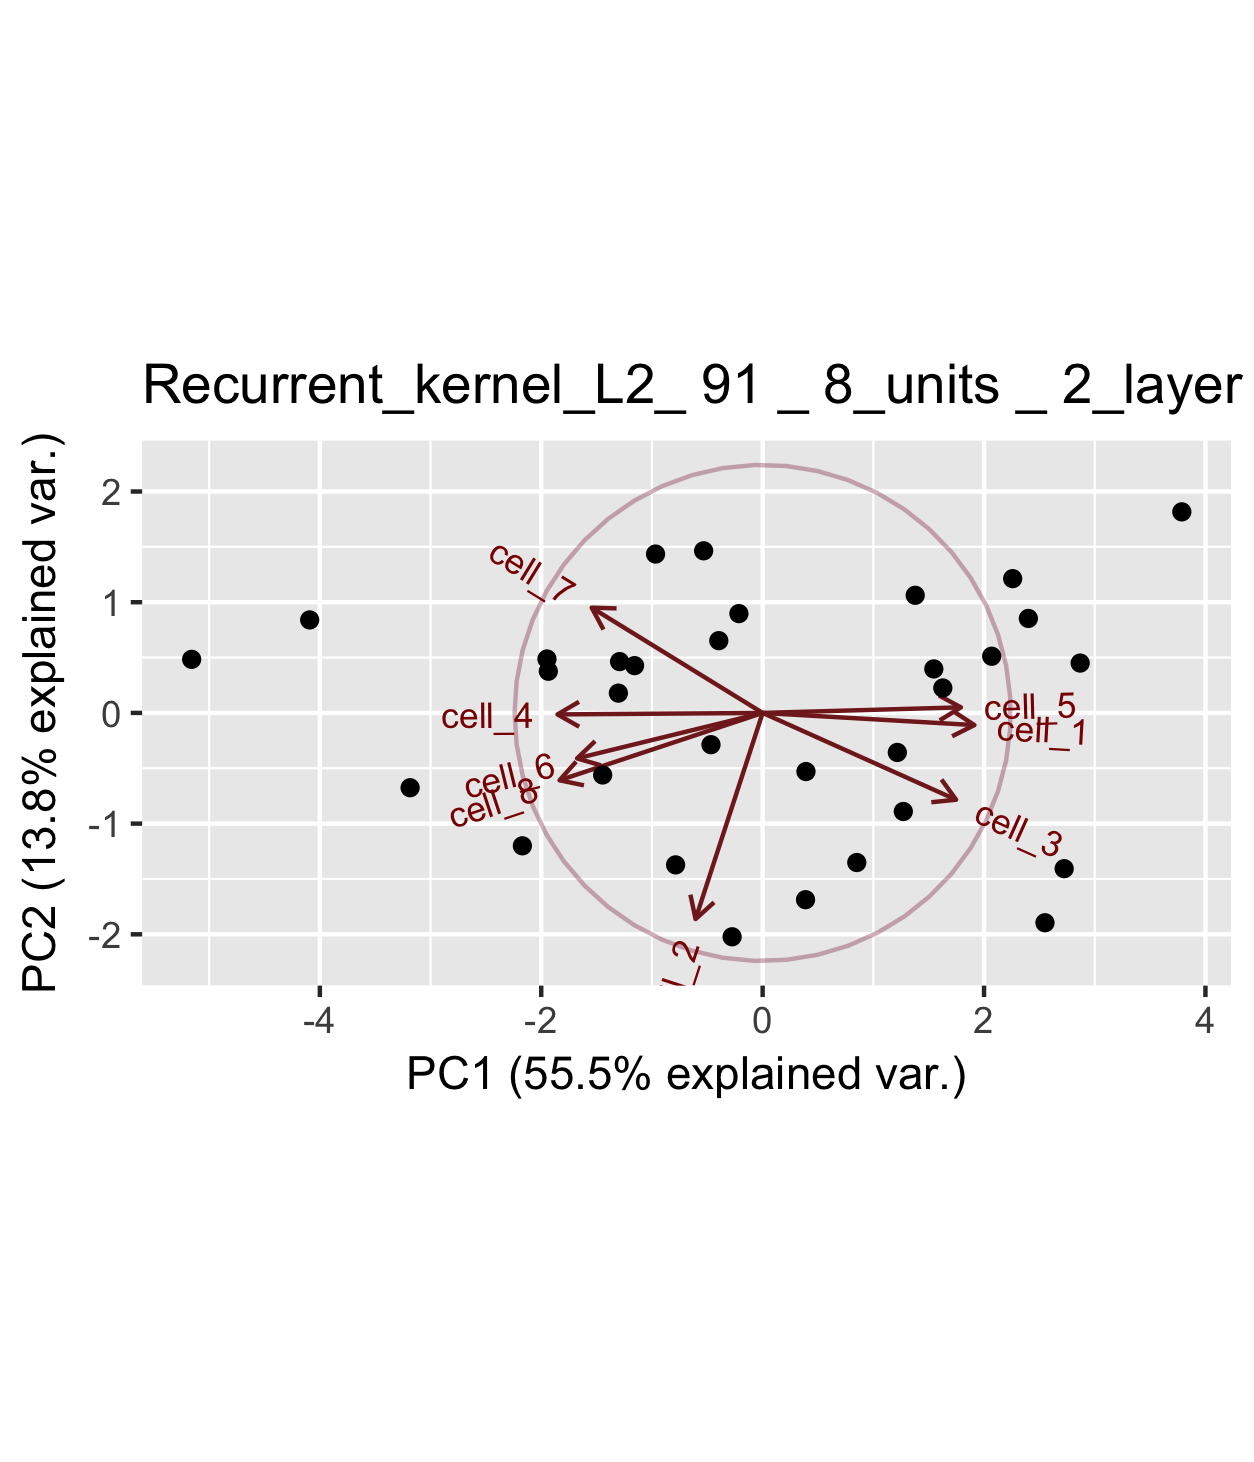 Recurrent_kernel_L2_ 91 _ 8_units _ 2_layer
PC2 (13.8% explained var.)
2
1
0
-1
-2
cell_7
cell_4
cell_6
cell_8
cell_5
cell_1
cell_3
l_2
-4
-2
0
2
4
PC1 (55.5% explained var.)